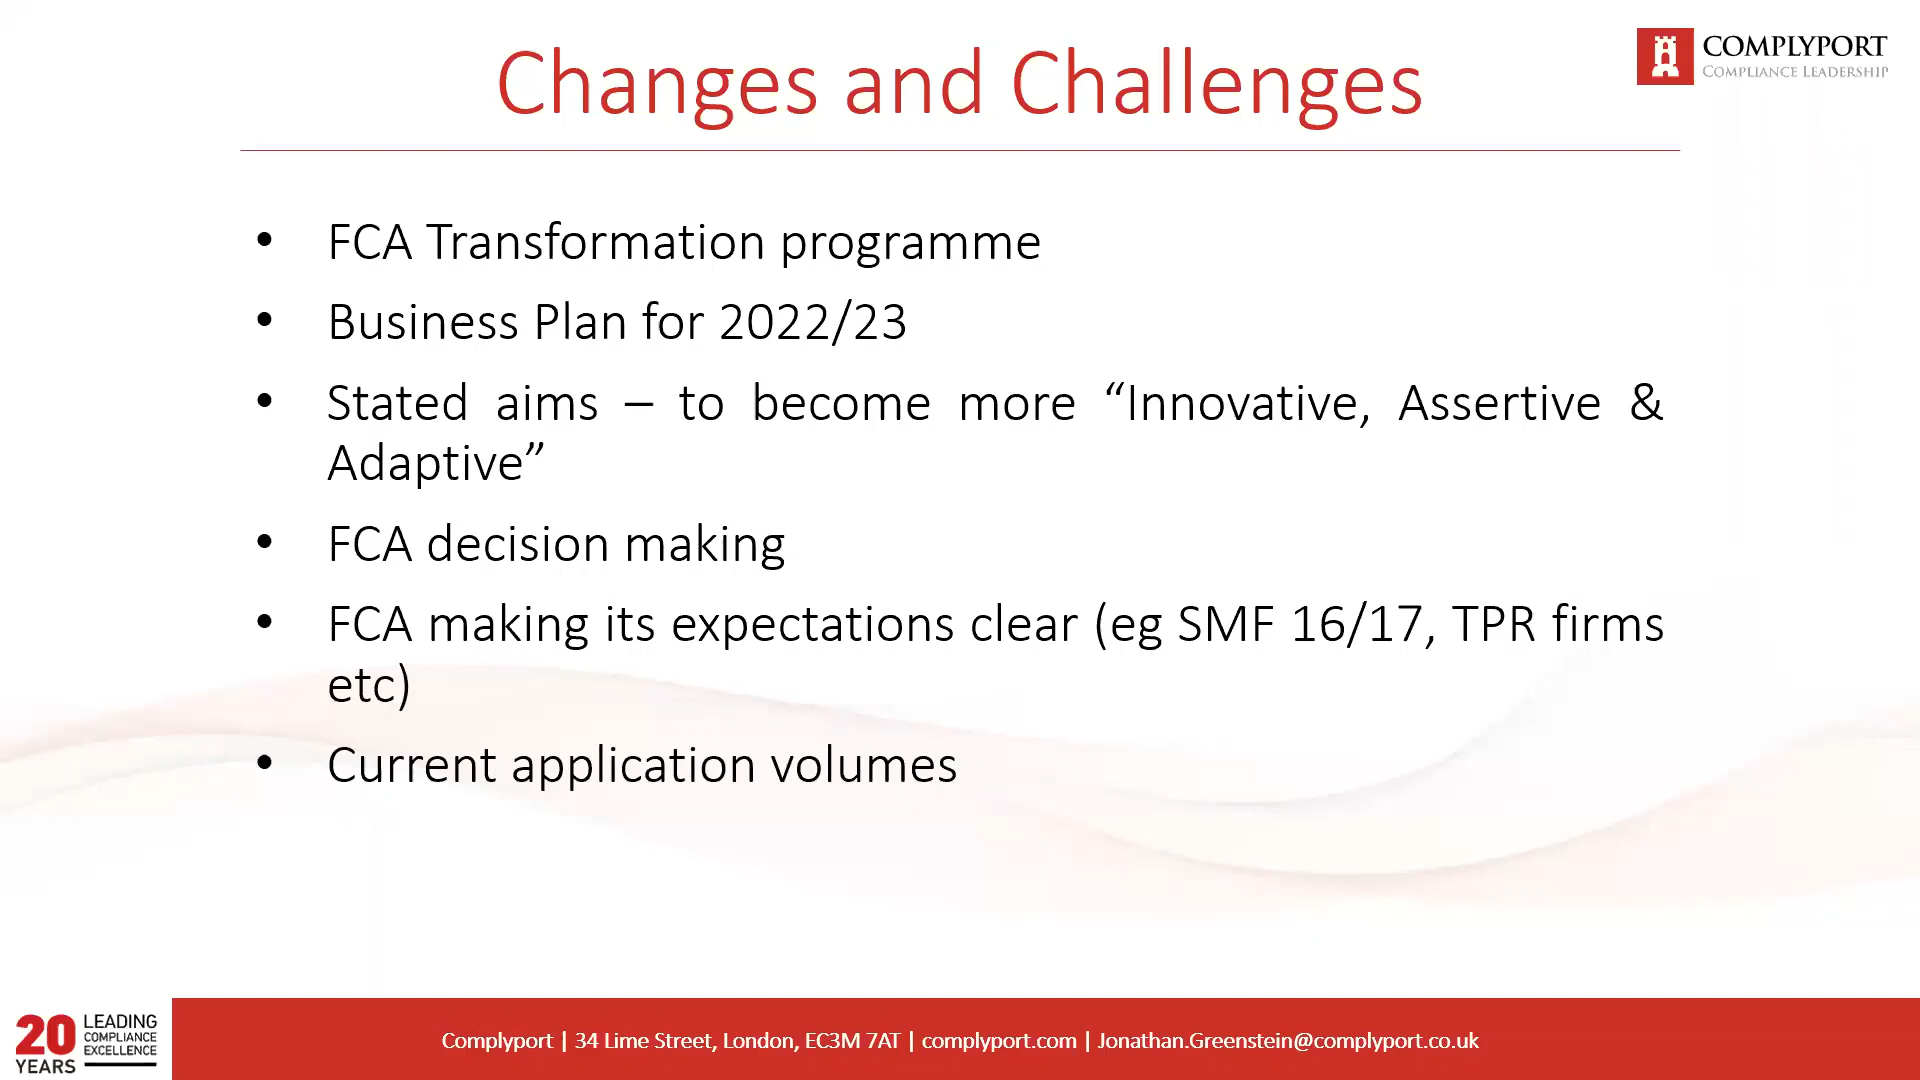 Changes and Challenges
COMPLYPORT
COMPLIANCE LEADERSHIP
• FCA Transformation programme
• Business Plan for 2022/23
• Stated aims – to become more “Innovative, Assertive &
Adaptive”
• FCA decision making
• FCA making its expectations clear (eg SMF 16/17, TPR firms
etc)
• Current application volumes
20 YEARS
LEADING
COMPLIANCE
EXCELLENCE
Complyport | 34 Lime Street, London, EC3M 7AT | complyport.com | Jonathan.Greenstein@complyport.co.uk